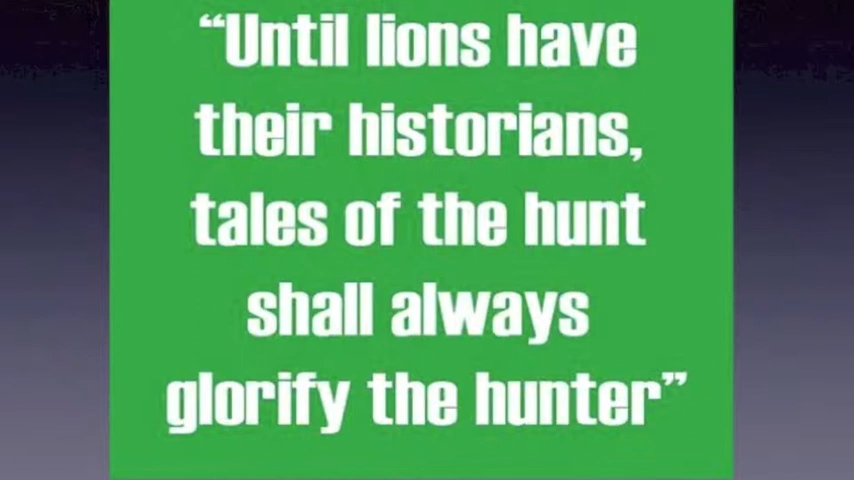 “Until lions have
their historians,
tales of the hunt
shall always
glorify the hunter”